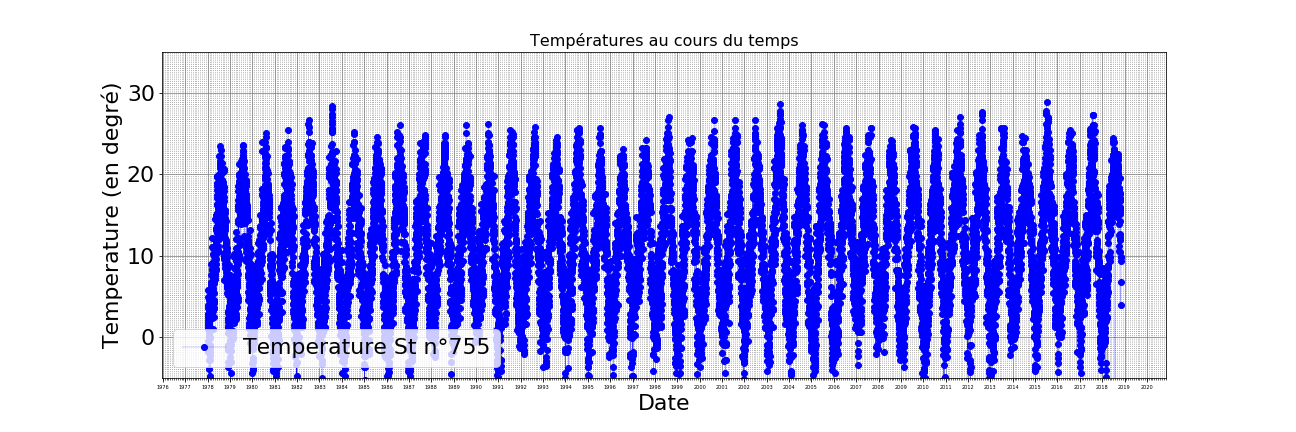 Températures au cours du temps
Temperature (en degré)
30
20
10
0
Temperature St n°755
1976 1977 1978 1979 1980 1981 1982 1983 1984 1985 1986 1987 1988 1989 1990 1991 1992 1993 1994 1995 1996 1997 1998 1999 2000 2001 2002 2003 2004 2005 2006 2007 2008 2009 2010 2011 2012 2013 2014 2015 2016 2017 2018 2019 2020
Date